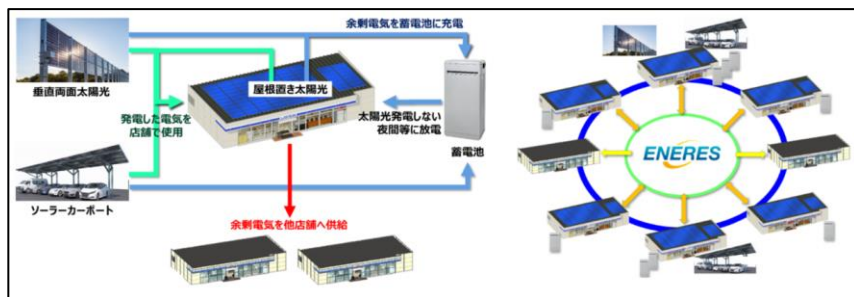 余剰電気を蓄電池に充電
垂直両面太陽光
屋根置き太陽光
発電した電気を
店舗で使用
太陽光発電しない
夜間等に放電
蓄電池
ソーラーカーポート
余剰電気を他店舗へ供給
ENERES